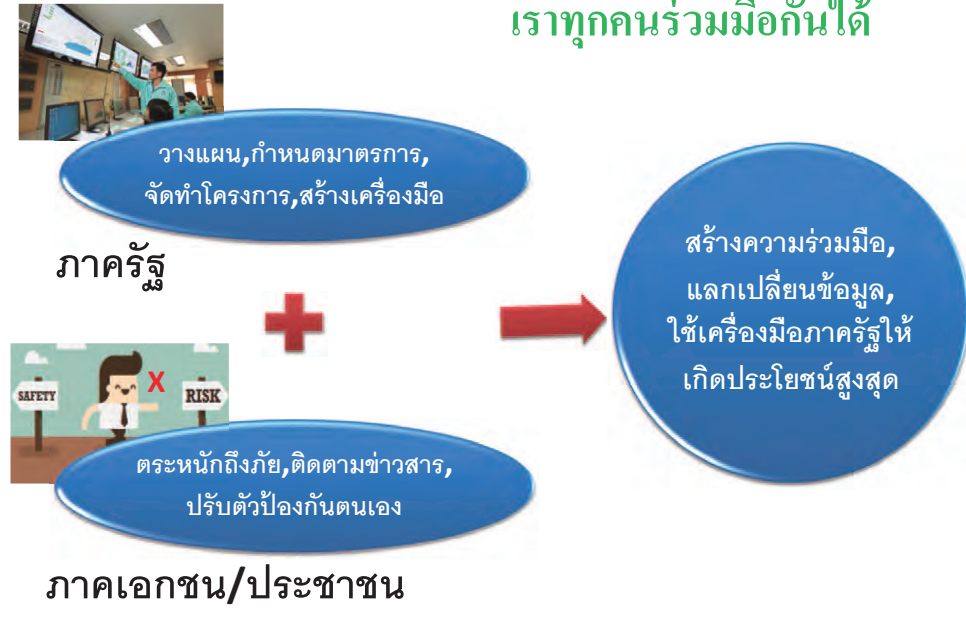 เราทุกคนร่วมมือกันได้
วางแผน,กำหนดมาตรการ,
จัดทำโครงการ,สร้างเครื่องมือ
ภาครัฐ
สร้างความร่วมมือ,
แลกเปลี่ยนข้อมูล,
ใช้เครื่องมือภาครัฐให้
เกิดประโยชน์สูงสุด
SAFETY
X
RISK
ตระหนักถึงภัย,ติดตามข่าวสาร,
ปรับตัวป้องกันตนเอง
ภาคเอกชน/ประชาชน